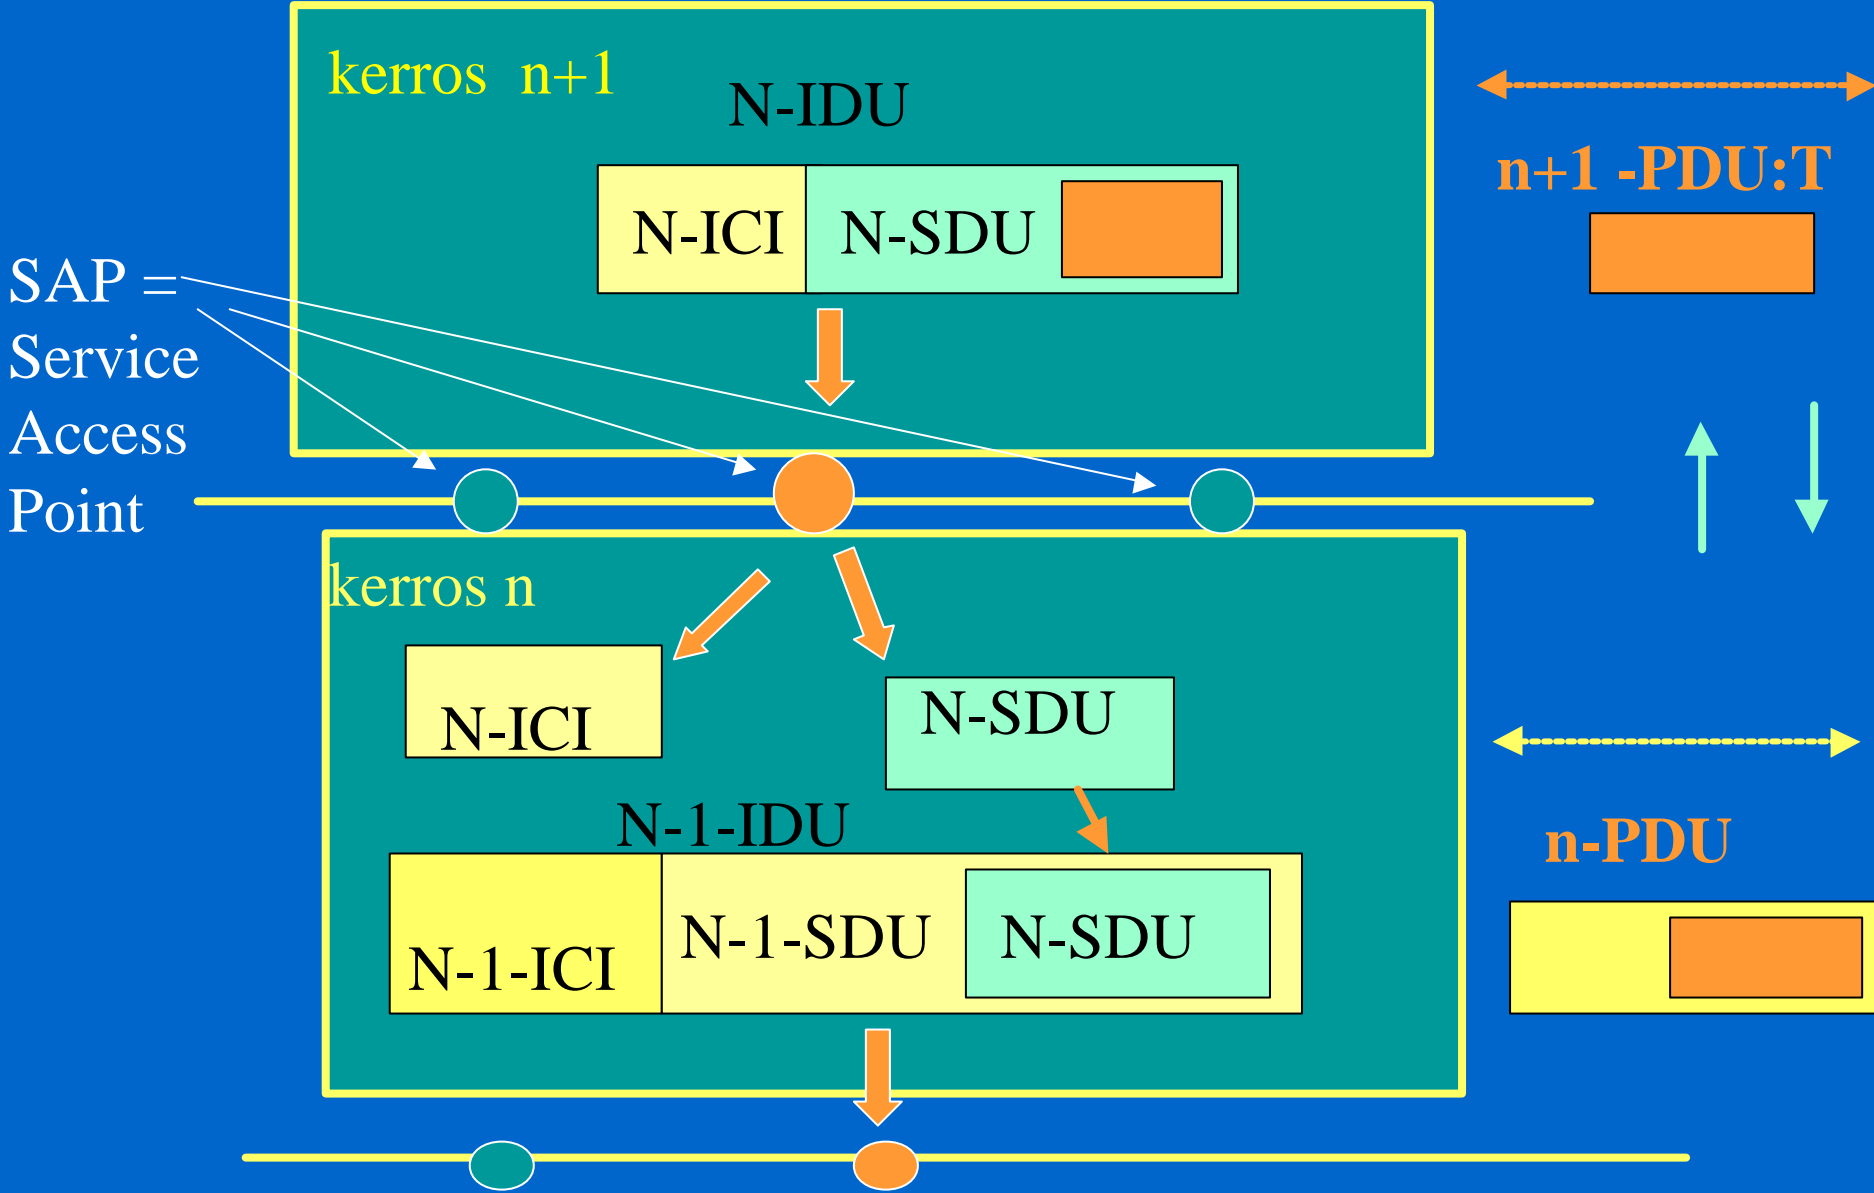 kerros n+1
N-IDU
N-ICI
N-SDU
n+1 -PDU:T
SAP =
Service
Access
Point
kerros n
N-ICI
N-SDU
N-1-IDU
N-1-ICI
N-1-SDU
N-SDU
n-PDU